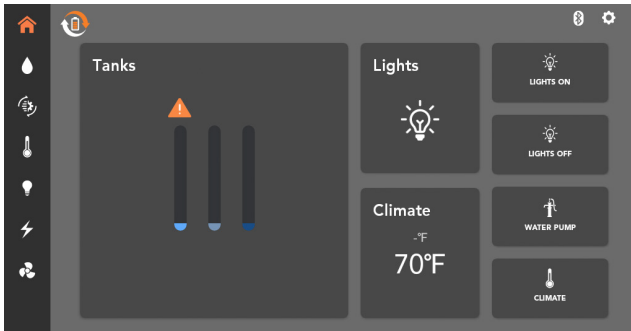 Tanks
Lights
LIGHTS ON
LIGHTS OFF
Climate
-°F
70°F
WATER PUMP
CLIMATE